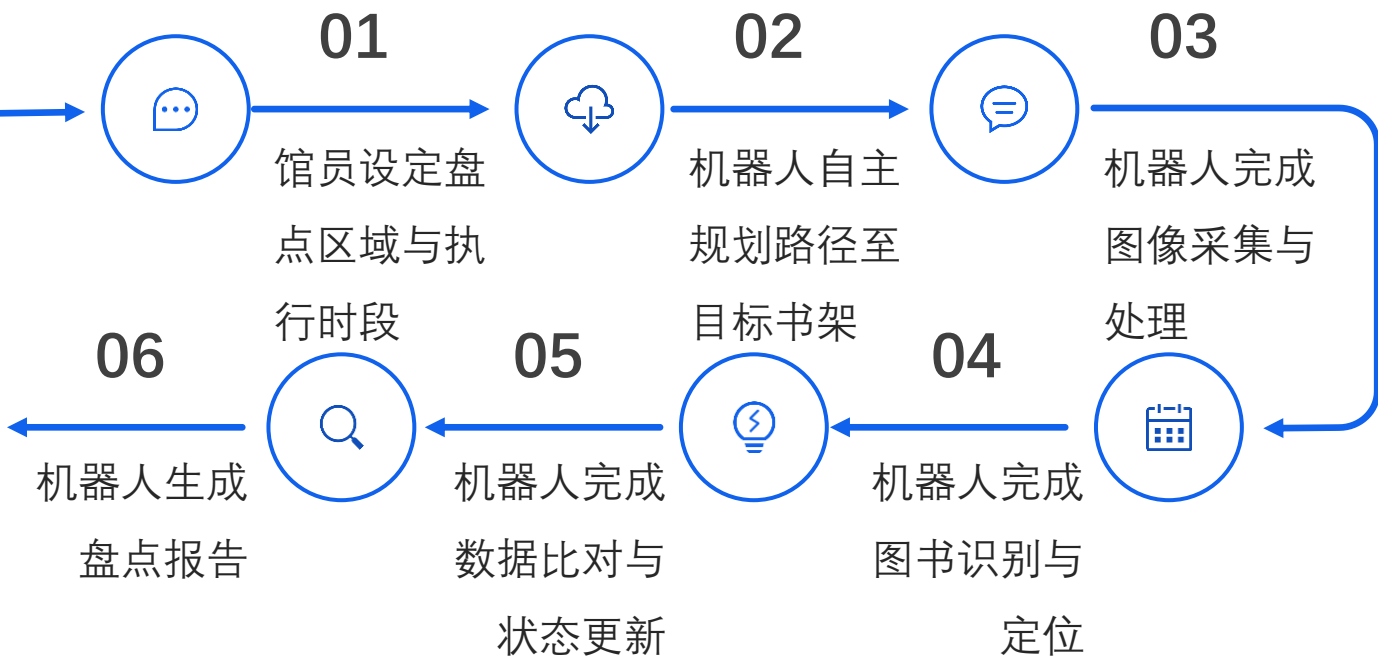 01
馆员设定盘
点区域与执
行时段
02
机器人自主
规划路径至
目标书架
03
机器人完成
图像采集与
处理
04
机器人完成
图书识别与
定位
05
机器人完成
数据比对与
状态更新
06
机器人生成
盘点报告